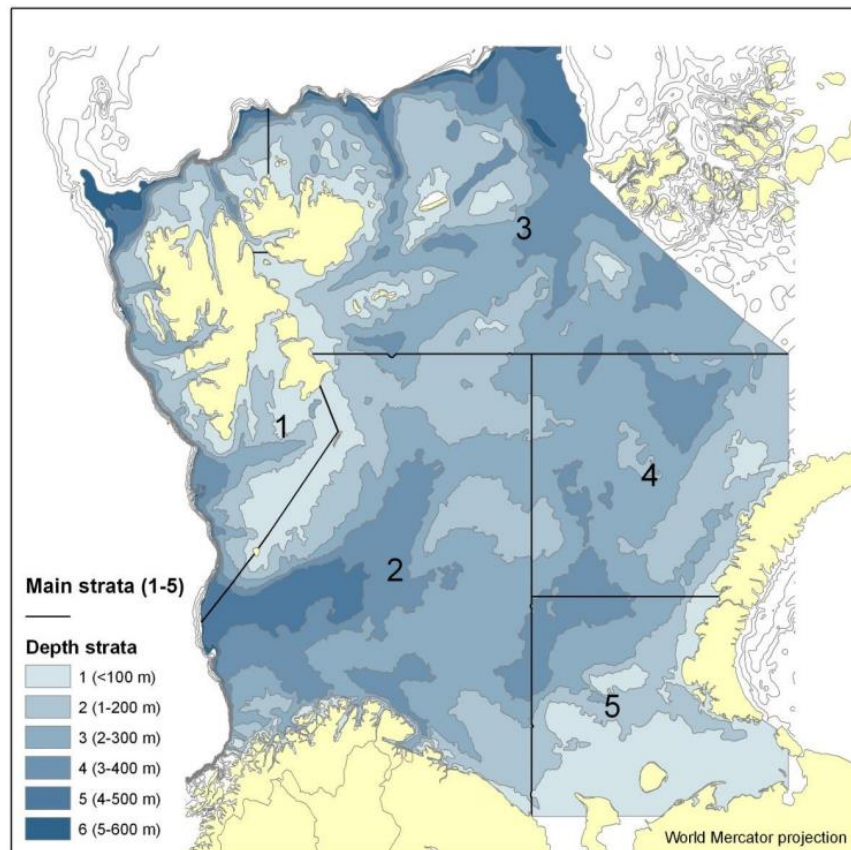 3
1
4
2
5
Main strata (1-5)
Depth strata
1 (<100 m)
2 (1-200 m)
3 (2-300 m)
4 (3-400 m)
5 (4-500 m)
6 (5-600 m)
World Mercator projection